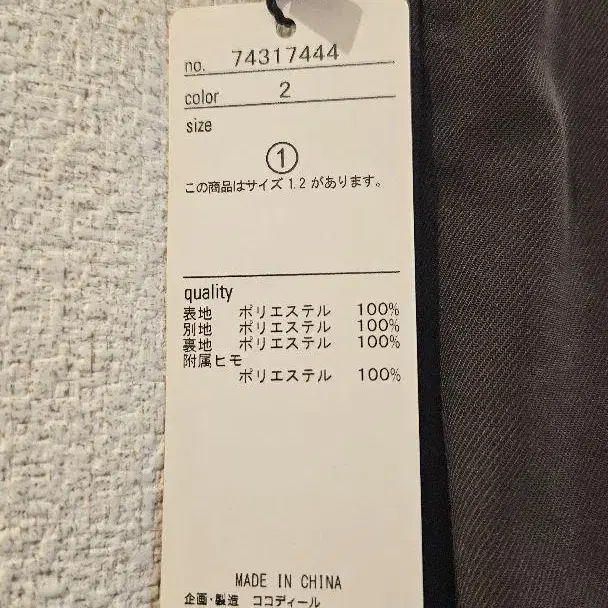 no. 74317444
color 2
size
①
この商品はサイズ 1.2 があります。
quality
表地 ポリエステル 100%
別地 ポリエステル 100%
裏地 ポリエステル 100%
附属ヒモ
ポリエステル 100%
MADE IN CHINA
企画・製造 ココディール